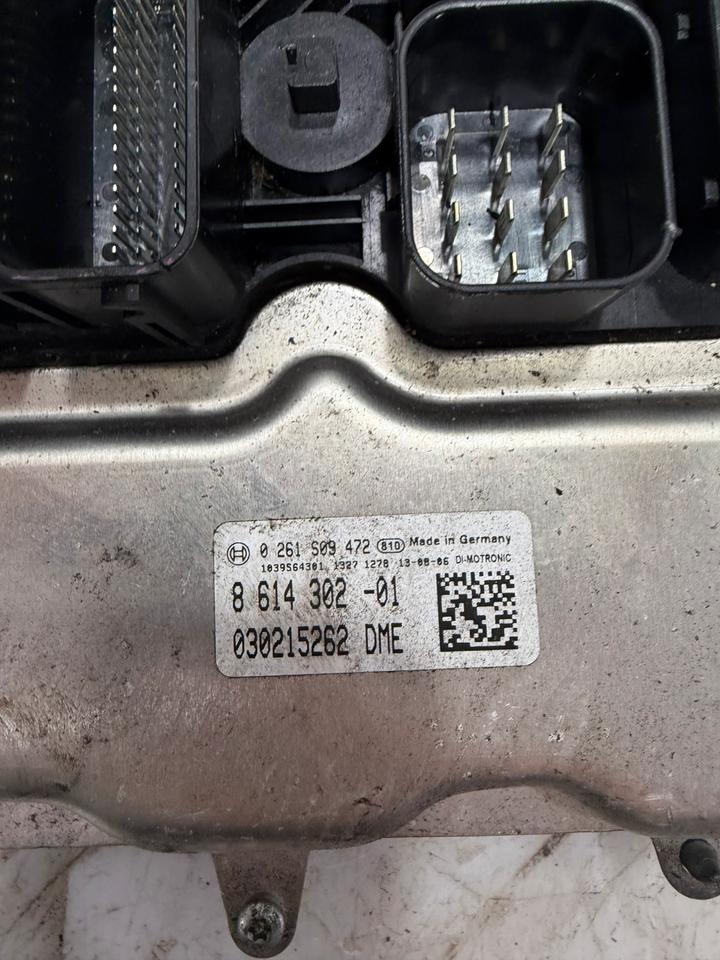 0 261 S09 472 810 Made in Germany
1039S64301 1327 1278 13-08-06 DI-MOTRONIC
8 614 302 -01
030215262 DME